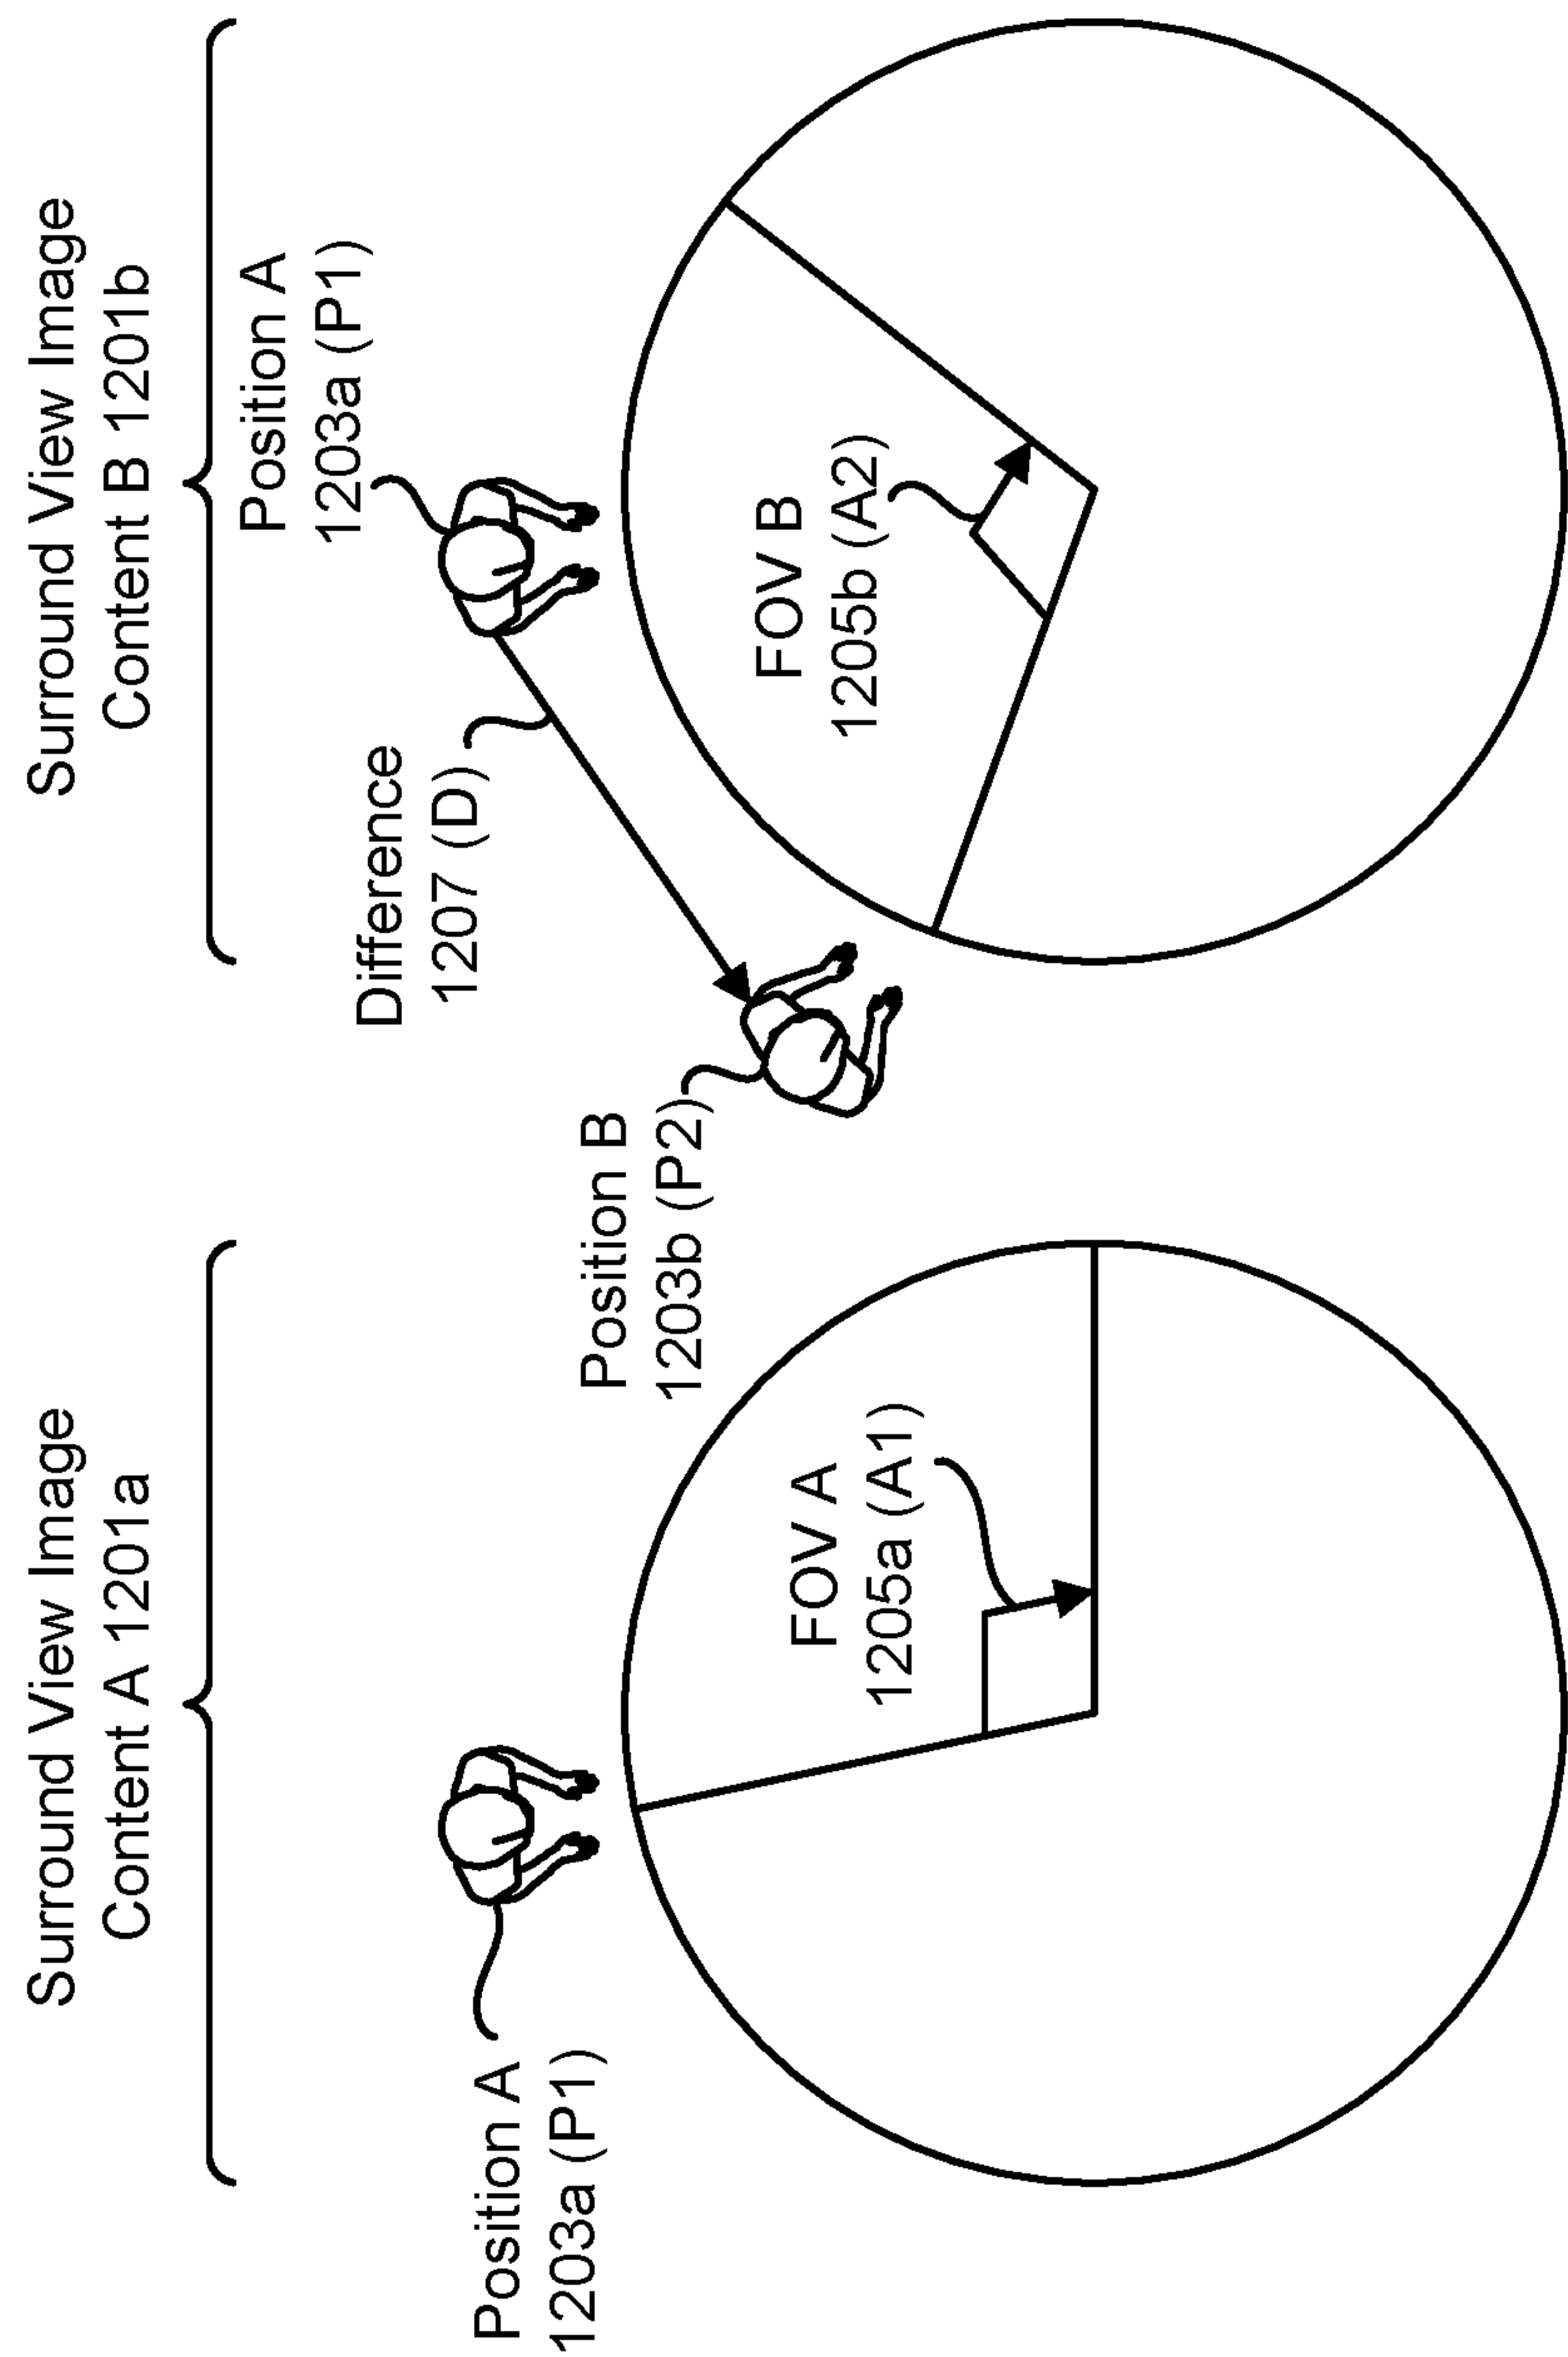 Surround View Image
Content A 1201a
Position A
1203a (P1)
FOV A
1205a (A1)
Surround View Image
Content B 1201b
Position A
1203a (P1)
Difference
1207 (D)
Position B
1203b (P2)
FOV B
1205b (A2)